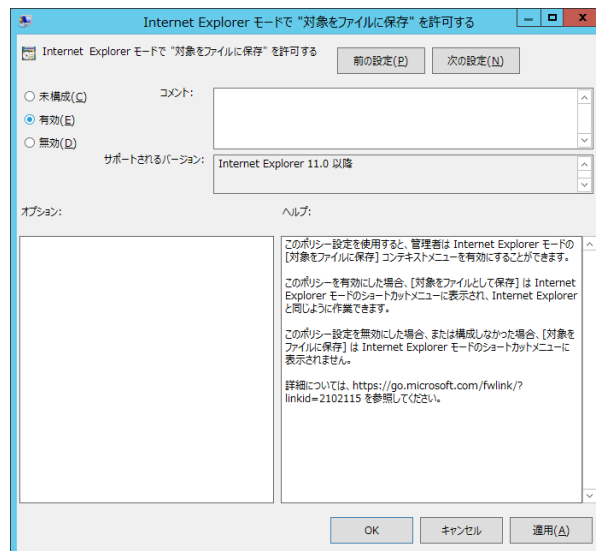 Internet Explorer モードで "対象をファイルに保存" を許可する
Internet Explorer モードで "対象をファイルに保存" を許可する
前の設定(P)
次の設定(N)
未構成(C)
コメント:
有効(E)
無効(D)
サポートされるバージョン:
Internet Explorer 11.0 以降
オプション:
ヘルプ:
このポリシー設定を使用すると、管理者は Internet Explorer モードの
[対象をファイルに保存] コンテキストメニューを有効にすることができます。
このポリシーを有効にした場合、[対象をファイルとして保存] は Internet
Explorer モードのショートカットメニューに表示され、Internet Explorer
と同じように作業できます。
このポリシー設定を無効にした場合、または構成しなかった場合、[対象を
ファイルに保存] は Internet Explorer モードのショートカットメニューに
表示されません。
詳細については、https://go.microsoft.com/fwlink/?
linkid=2102115 を参照してください。
OK
キャンセル
適用(A)